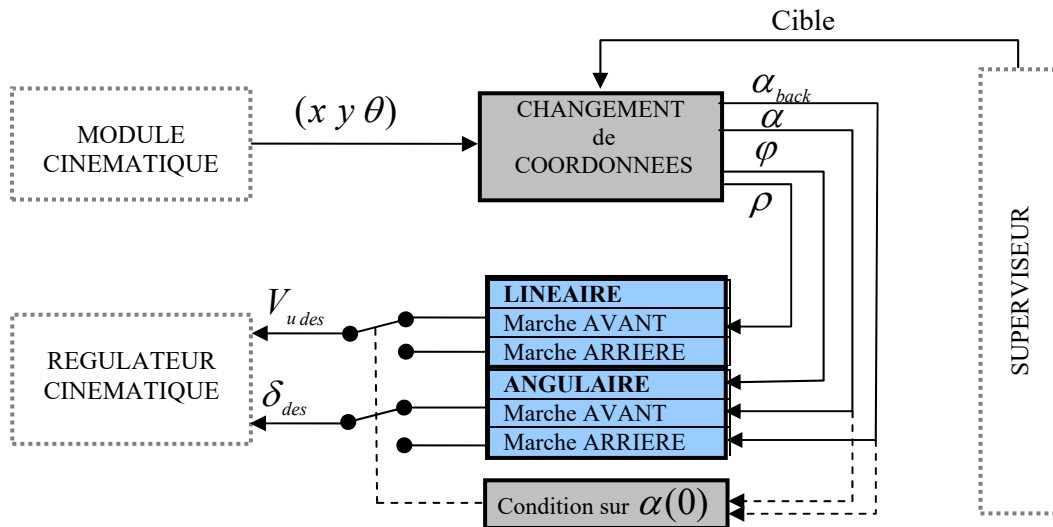 Cible
MODULE
CINEMATIQUE
(x y θ)
CHANGEMENT
de
COORDONNEES
α_back
α
φ
ρ
SUPERVISEUR
RÉGULATEUR
CINEMATIQUE
V_u des
δ_des
LINEAIRE
Marche AVANT
Marche ARRIERE
ANGULAIRE
Marche AVANT
Marche ARRIERE
Condition sur α(0)